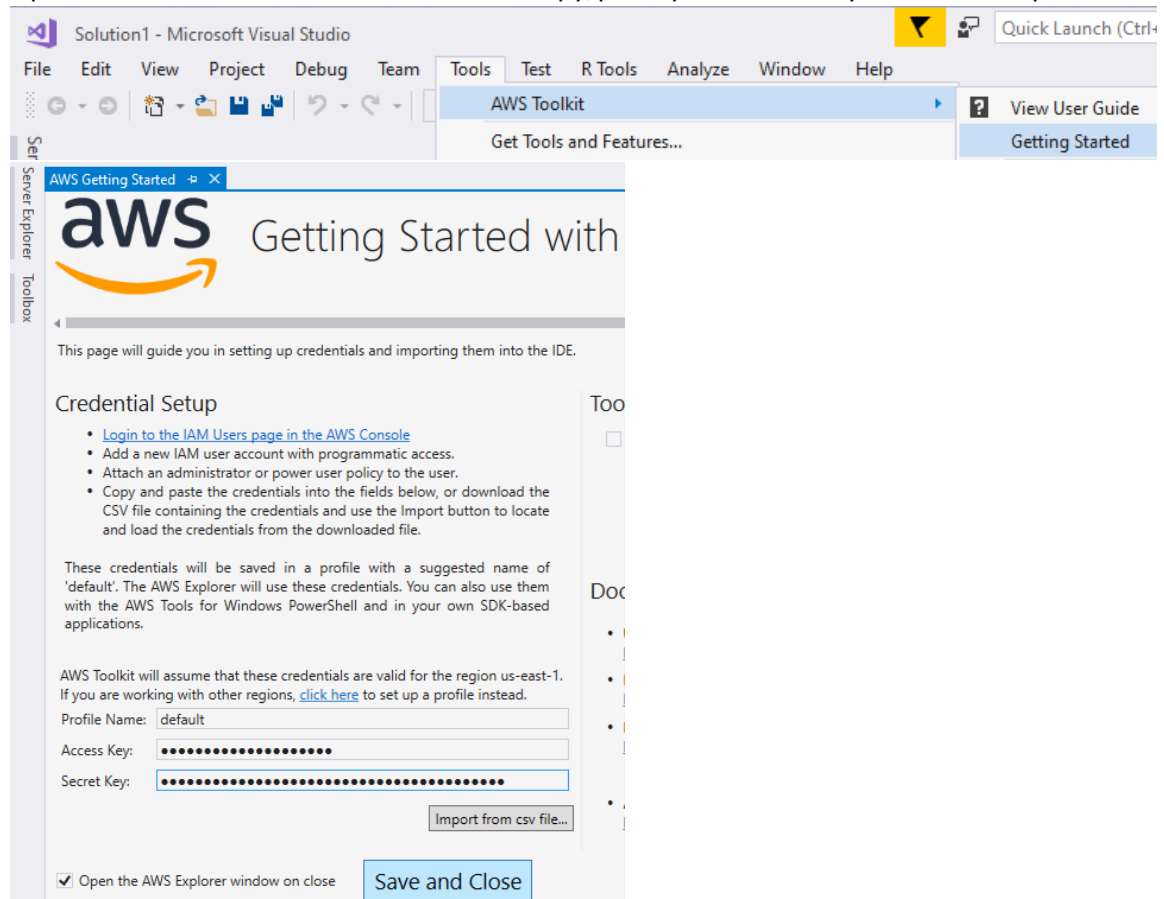 Solution1 - Microsoft Visual Studio
Quick Launch (Ctrl+
File Edit View Project Debug Team Tools Test R Tools Analyze Window Help
AWS Toolkit
View User Guide
Get Tools and Features...
Getting Started
Ser
Server Explorer
Toolbox
AWS Getting Started
aws
Getting Started with
This page will guide you in setting up credentials and importing them into the IDE.
Credential Setup
Too
• Login to the IAM Users page in the AWS Console
• Add a new IAM user account with programmatic access.
• Attach an administrator or power user policy to the user.
• Copy and paste the credentials into the fields below, or download the
CSV file containing the credentials and use the Import button to locate
and load the credentials from the downloaded file.
These credentials will be saved in a profile with a suggested name of
'default'. The AWS Explorer will use these credentials. You can also use them
with the AWS Tools for Windows PowerShell and in your own SDK-based
applications.
Doc
AWS Toolkit will assume that these credentials are valid for the region us-east-1.
If you are working with other regions, click here to set up a profile instead.
Profile Name: default
Access Key: ••••••••••••••••••••
Secret Key: ••••••••••••••••••••••••••••••••••••••••
Import from csv file...
Open the AWS Explorer window on close
Save and Close